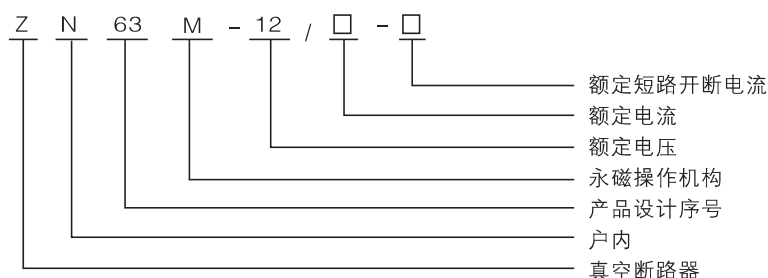 Z N 63 M - 12 / □ - □
额定短路开断电流
额定电流
额定电压
永磁操作机构
产品设计序号
户内
真空断路器